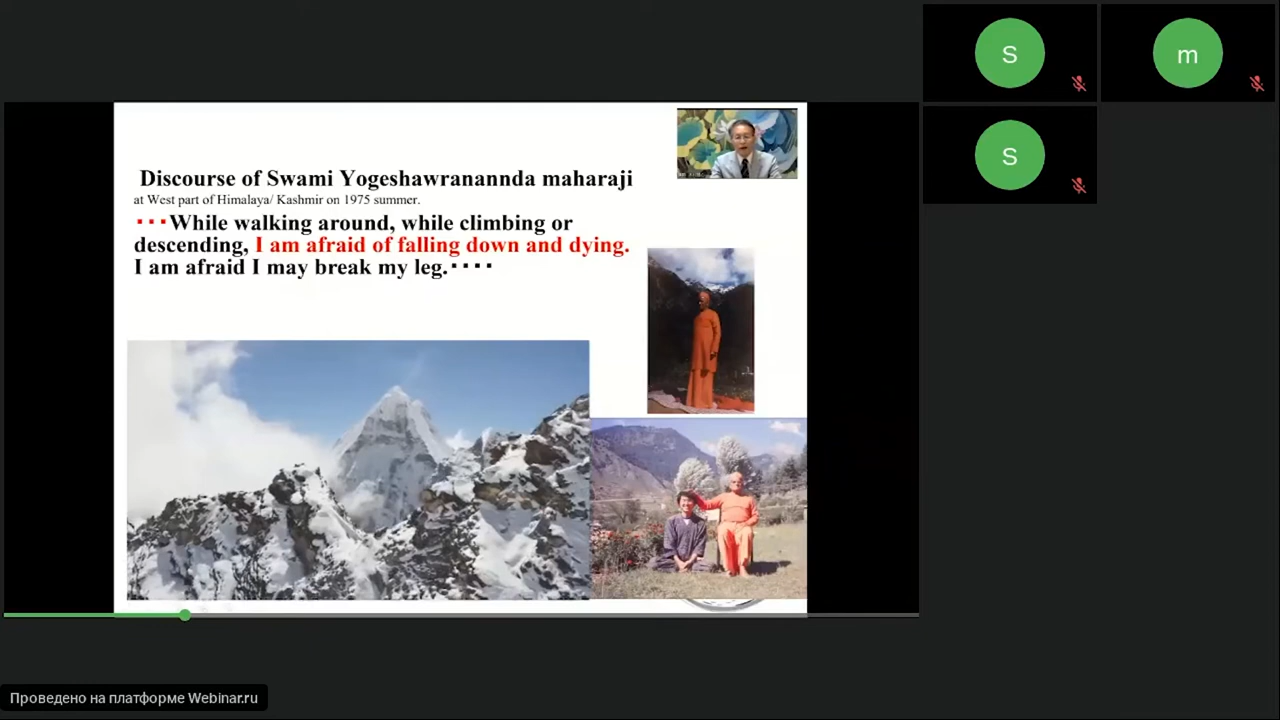 Discourse of Swami Yogeshawranannda maharaji
at West part of Himalaya/ Kashmir on 1975 summer.
･･･While walking around, while climbing or
descending, I am afraid of falling down and dying.
I am afraid I may break my leg.････
S
m
S
Проведено на платформе Webinar.ru